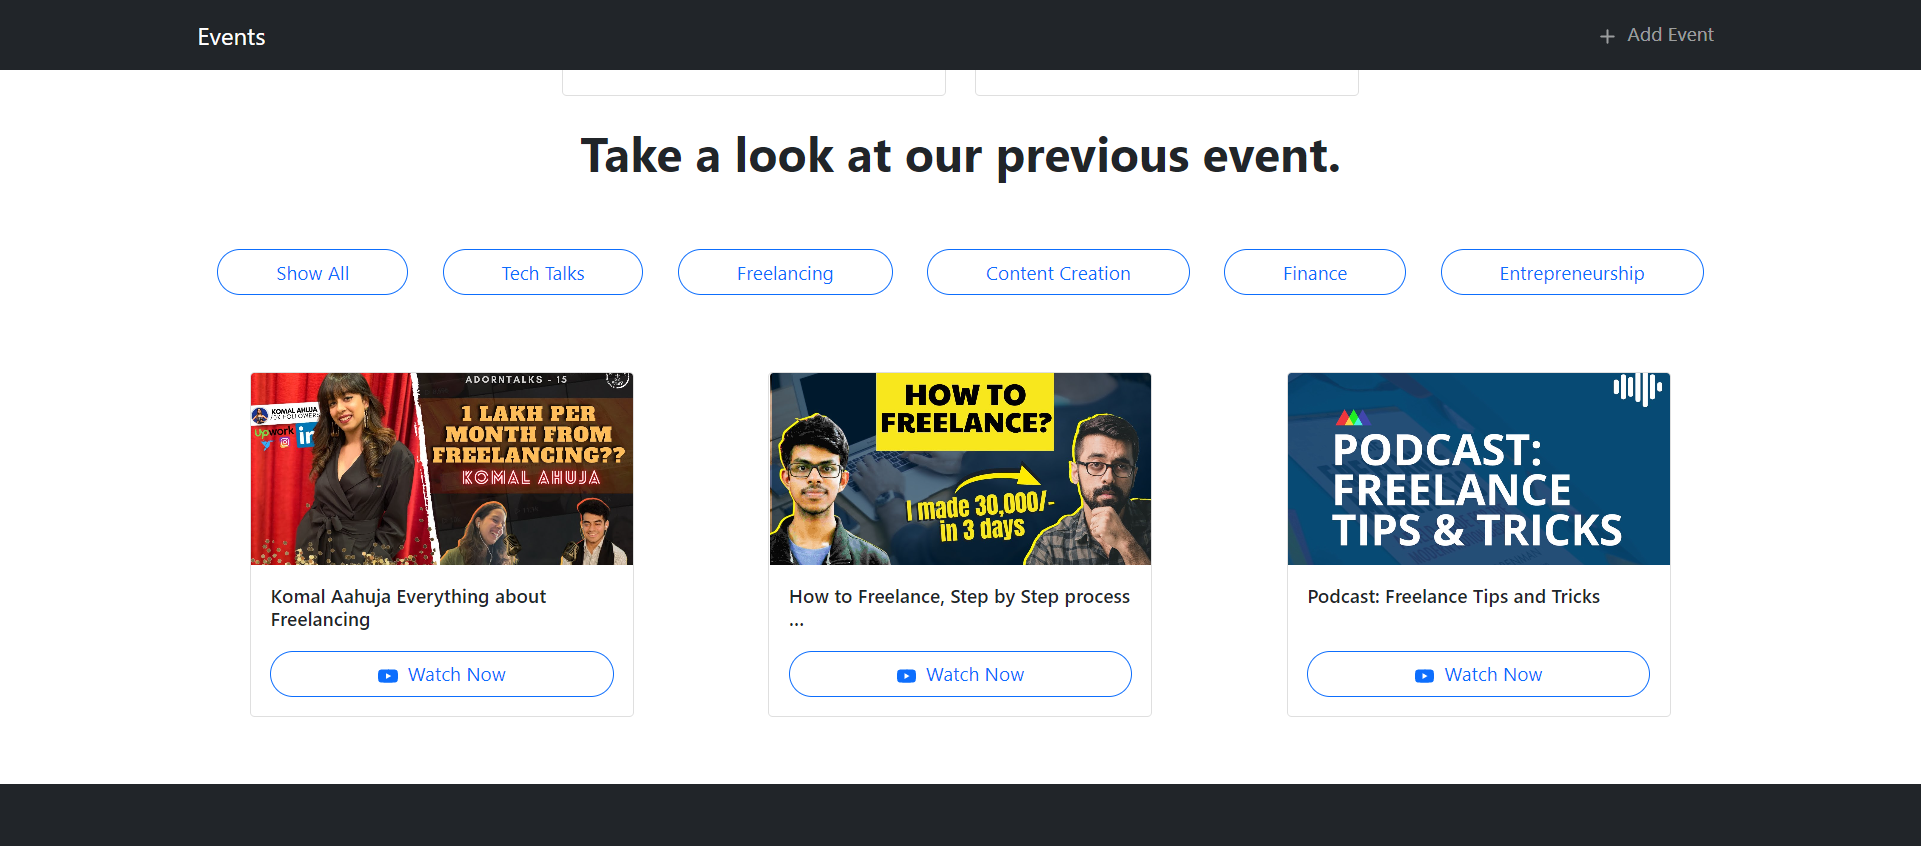 Events
+ Add Event
Take a look at our previous event.
Show All
Tech Talks
Freelancing
Content Creation
Finance
Entrepreneurship
ADORNTALKS - 15
KOMAL AHUJA
FOLLOWERS
upwork
in
1 LAKH PER
MONTH FROM
FREELANCING??
KOMAL AHUJA
HOW TO
FREELANCE?
I made 30,000/-
in 3 days
PODCAST:
FREELANCE
TIPS & TRICKS
Komal Aahuja Everything about
Freelancing
Watch Now
How to Freelance, Step by Step process
...
Watch Now
Podcast: Freelance Tips and Tricks
Watch Now